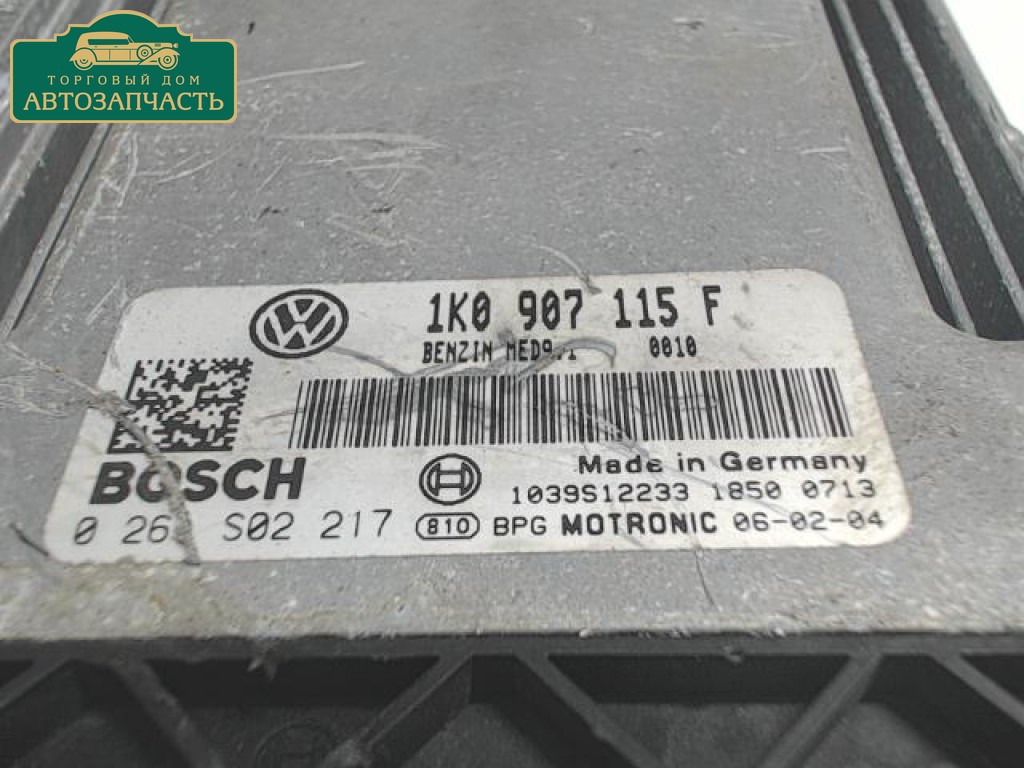 ТОРГОВЫЙ ДОМ
АВТОЗАПЧАСТЬ
1K0 907 115 F
BENZIN 0010
BOSCH
Made in Germany
1039S12233 1850 0713
0 S02 217 810 BPG MOTRONIC 06-02-04